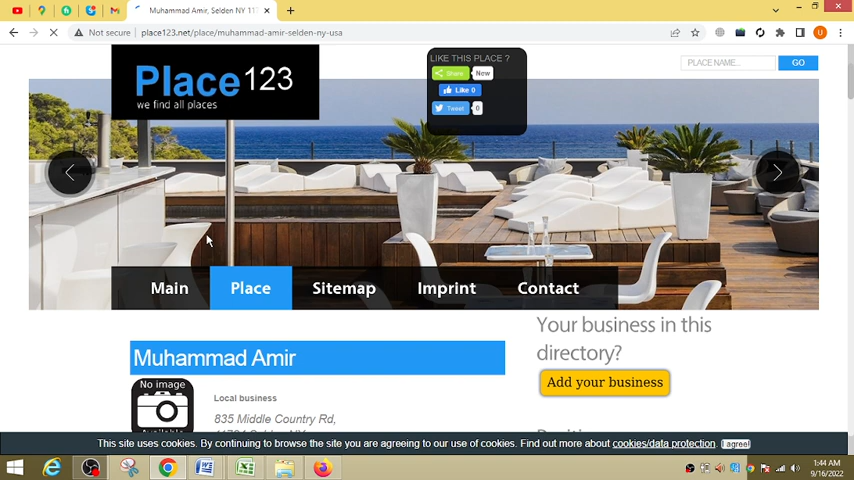 Muhammad Amir, Selden NY 117
Not secure
place123.net/place/muhammad-amir-selden-ny-usa
U
Place123
we find all places
LIKE THIS PLACE ?
Share New
Like 0
Tweet 0
PLACE NAME..
GO
Main
Place
Sitemap
Imprint
Contact
Muhammad Amir
No image
Local business
835 Middle Country Rd,
Your business in this
directory?
Add your business
This site uses cookies. By continuing to browse the site you are agreeing to our use of cookies. Find out more about cookies/data protection.
I agree!
1:44 AM
9/16/2022